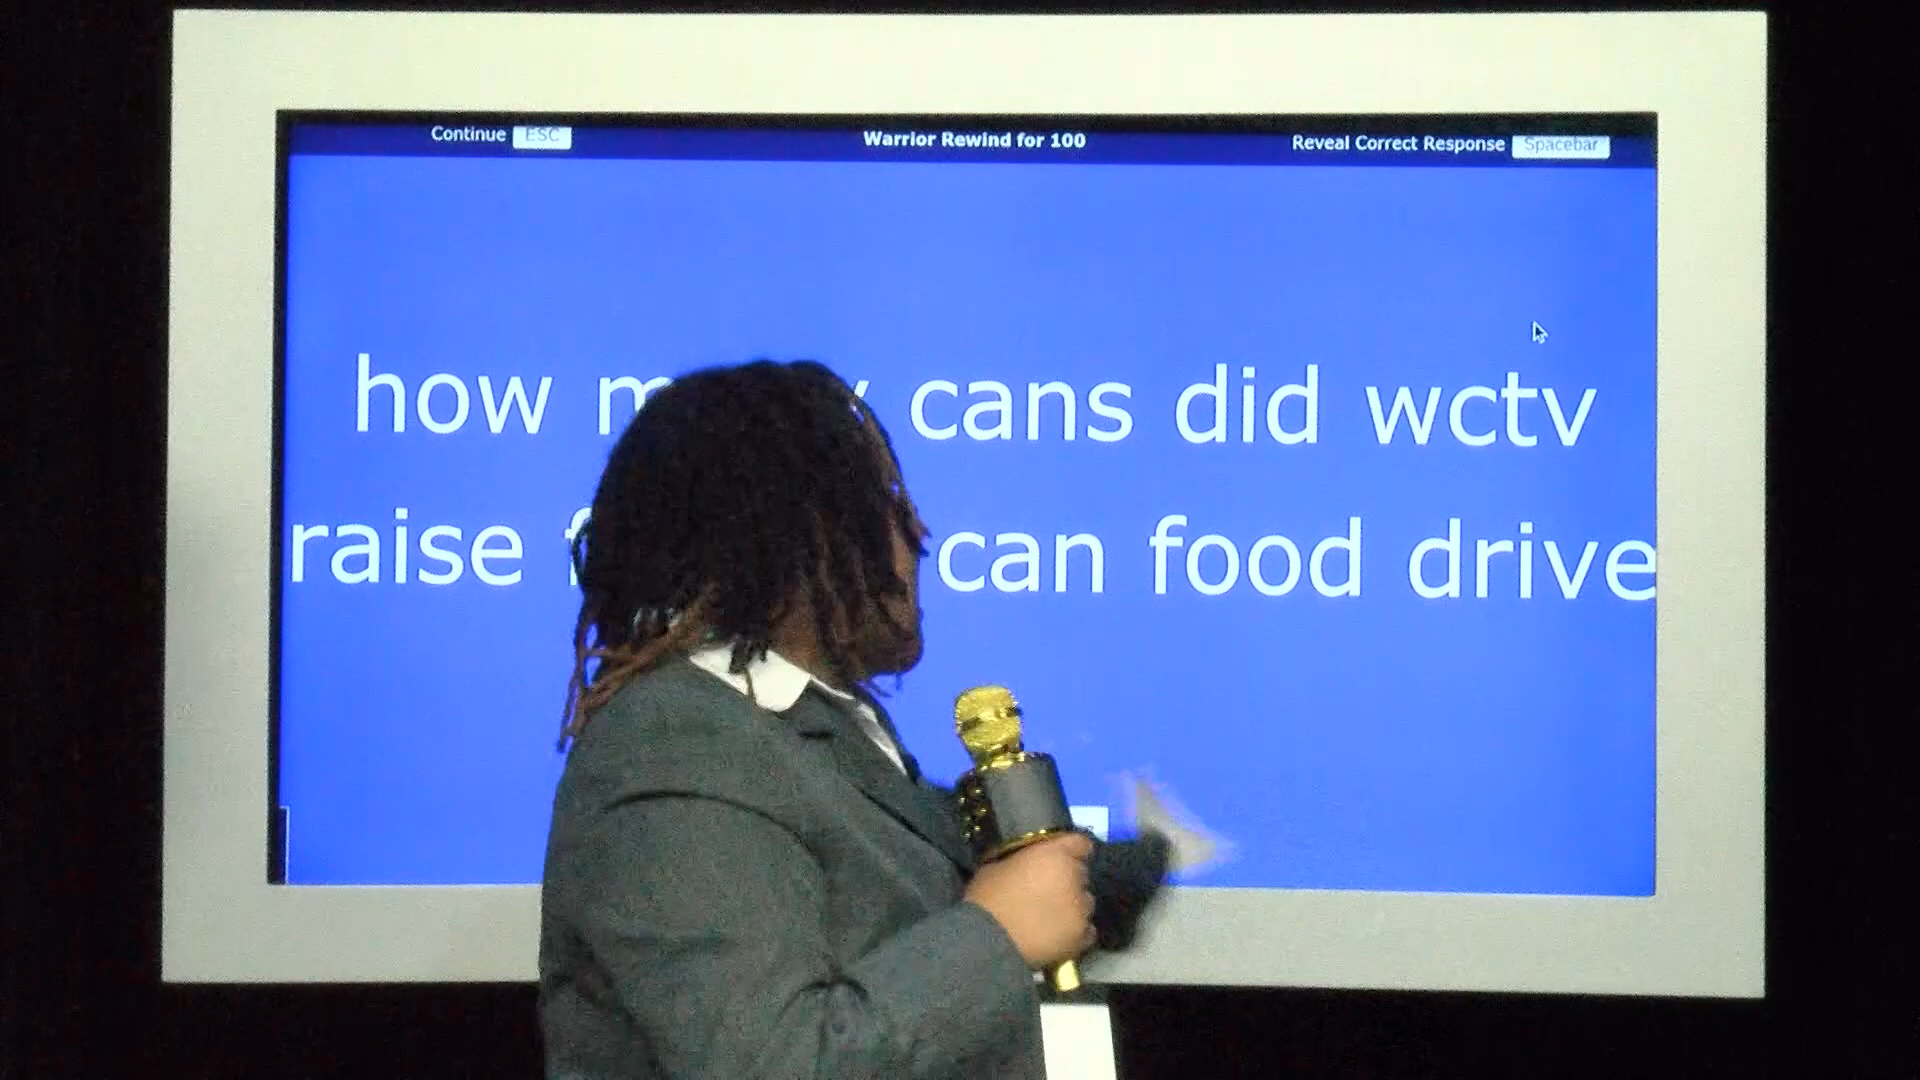 Continue ESC Warrior Rewind for 100 Reveal Correct Response Spacebar
how cans did wctv
raise can food drive